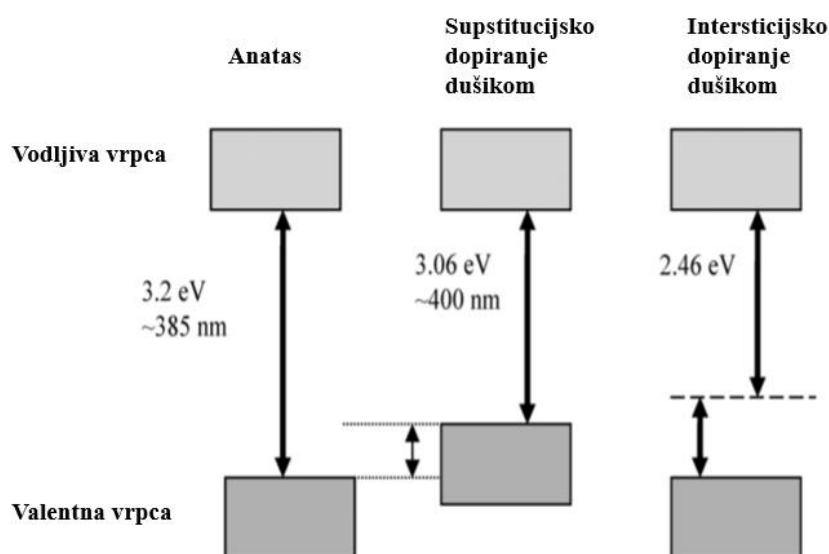 Anatas
Supstitucijsko
dopiranje
dušikom
Intersticijsko
dopiranje
dušikom
Vodljiva vrpca
3.2 eV
~385 nm
3.06 eV
~400 nm
2.46 eV
Valentna vrpca